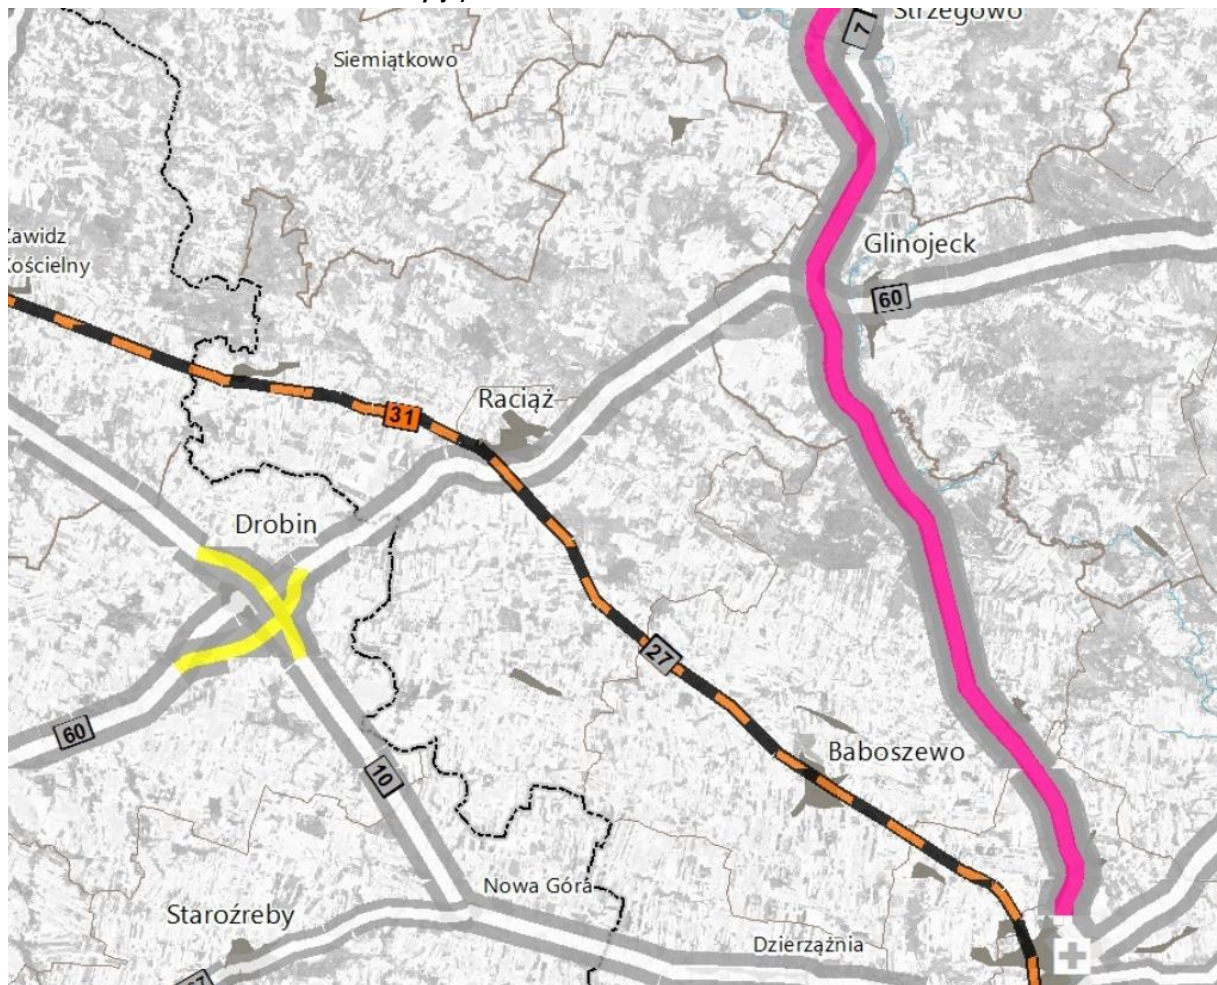 Strzegowo
7
Siemiątkowo
Zawidz
Kościelny
Glinojeck
60
31
Raciąż
Drobin
27
60
10
Baboszewo
Nowa Góra
Staroźreby
Dzierzążnia